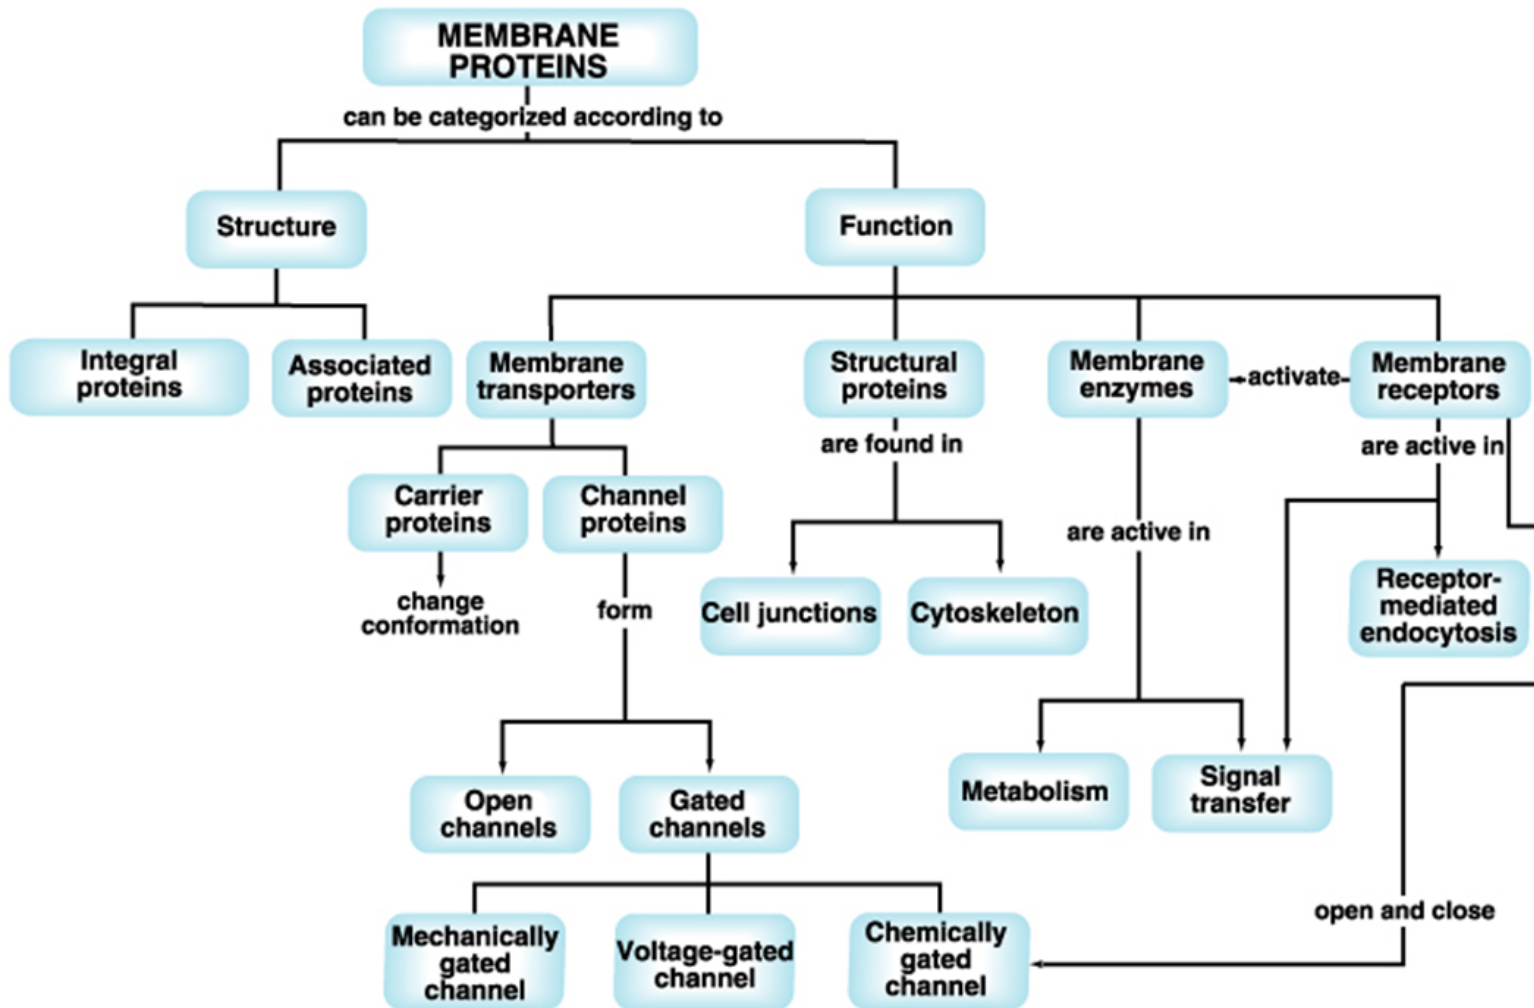 MEMBRANE
PROTEINS
can be categorized according to
Structure
Function
Integral
proteins
Associated
proteins
Membrane
transporters
Structural
proteins
Membrane
enzymes
activate
Membrane
receptors
are found in
are active in
Carrier
proteins
Channel
proteins
are active in
change
conformation
form
Cell junctions
Cytoskeleton
Receptor-
mediated
endocytosis
Open
channels
Gated
channels
Metabolism
Signal
transfer
open and close
Mechanically
gated
channel
Voltage-gated
channel
Chemically
gated
channel